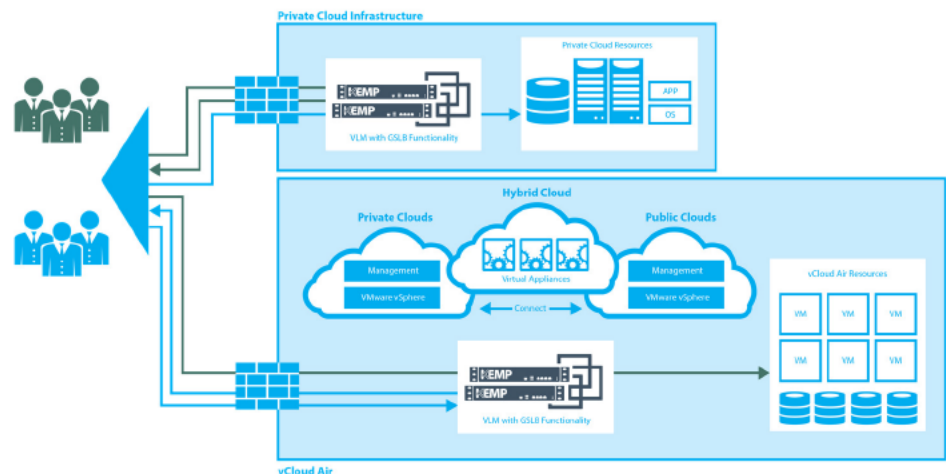 Private Cloud Infrastructure
Private Cloud Resources
KEMP
KEMP
APP
OS
VLM with GSLB Functionality
Hybrid Cloud
Private Clouds
Public Clouds
Management
VMware vSphere
Virtual Appliances
Connect
Management
VMware vSphere
vCloud Air Resources
VM
VM
VM
VM
VM
VM
KEMP
KEMP
VLM with GSLB Functionality
vCloud Air